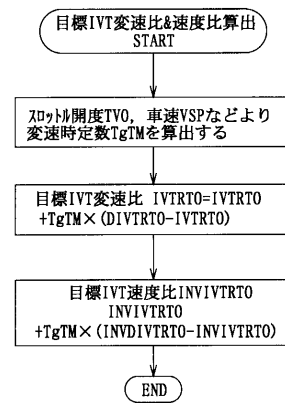 目標IVT変速比&速度比算出
START
ｽﾛｯﾄﾙ開度TVO, 車速VSPなどより
変速時定数TgTMを算出する
目標IVT変速比 IVTRTO=IVTRTO
+TgTM×(DIVTRTO-IVTRTO)
目標IVT速度比INVIVTRTO
INVIVTRTO
+TgTM×(INVDIVTRTO-INVIVTRTO)
END